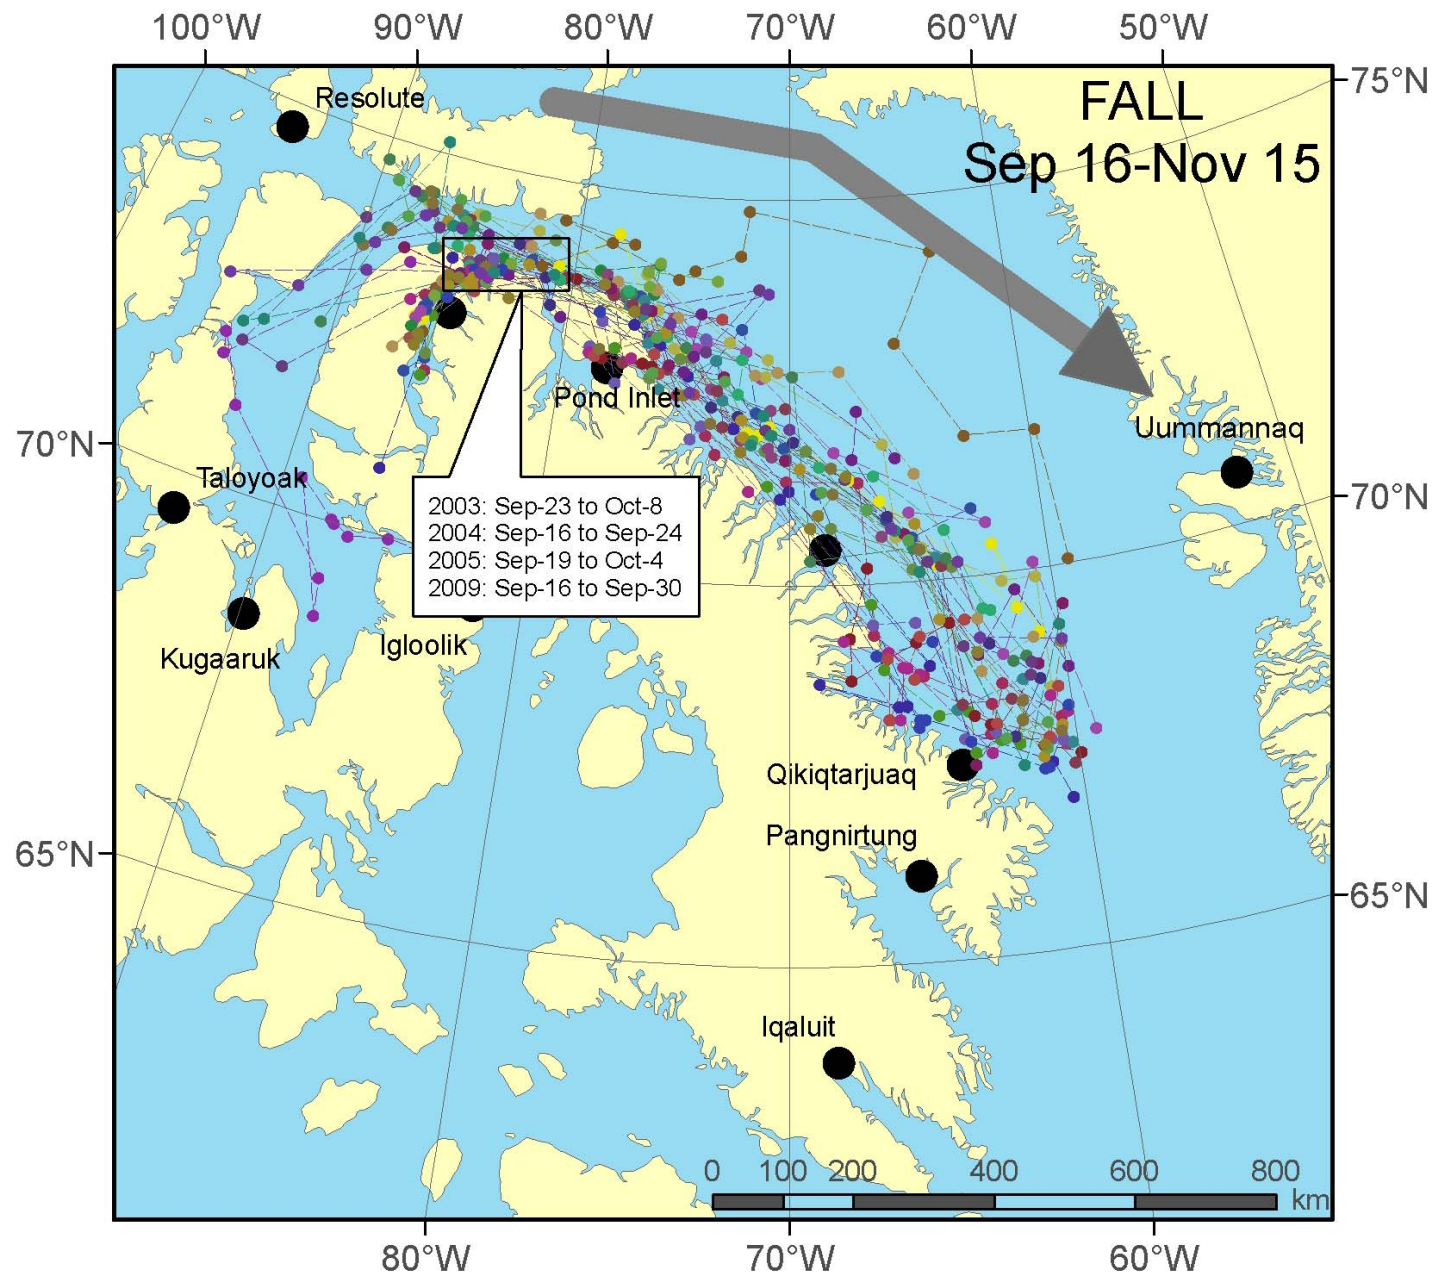 100°W 90°W 80°W 70°W 60°W 50°W
75°N
FALL
Sep 16-Nov 15
Resolute
Pond Inlet
Uummannaq
70°N
Taloyoak
70°N
2003: Sep-23 to Oct-8
2004: Sep-16 to Sep-24
2005: Sep-19 to Oct-4
2009: Sep-16 to Sep-30
Igloolik
Kugaaruk
Qikiqtarjuaq
Pangnirtung
65°N
65°N
Iqaluit
0 100 200 400 600 800
km
80°W 70°W 60°W